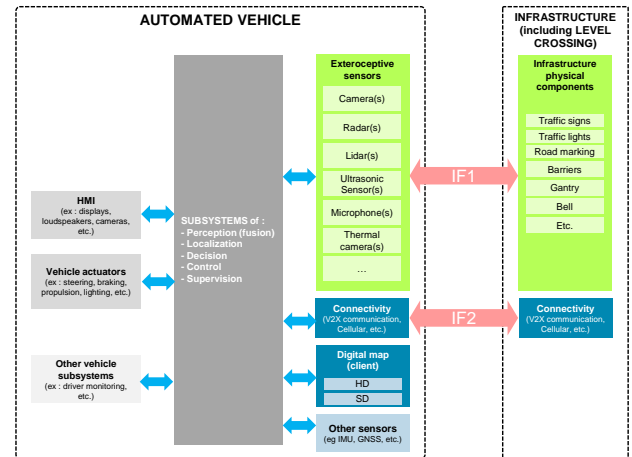 AUTOMATED VEHICLE
INFRASTRUCTURE
(including LEVEL
CROSSING)
Exteroceptive
sensors
Camera(s)
Radar(s)
Lidar(s)
Ultrasonic
Sensor(s)
Microphone(s)
Thermal
camera(s)
...
Infrastructure
physical
components
Traffic signs
Traffic lights
Road marking
Barriers
Gantry
Bell
Etc.
IF1
HMI
(ex : displays,
loudspeakers, cameras,
etc.)
Vehicle actuators
(ex : steering, braking,
propulsion, lighting, etc.)
Other vehicle
subsystems
(ex : driver monitoring,
etc.)
SUBSYSTEMS of :
- Perception (fusion)
- Localization
- Decision
- Control
- Supervision
Connectivity
(V2X communication,
Cellular, etc.)
IF2
Connectivity
(V2X communication,
Cellular, etc.)
Digital map
(client)
HD
SD
Other sensors
(eg IMU, GNSS, etc.)